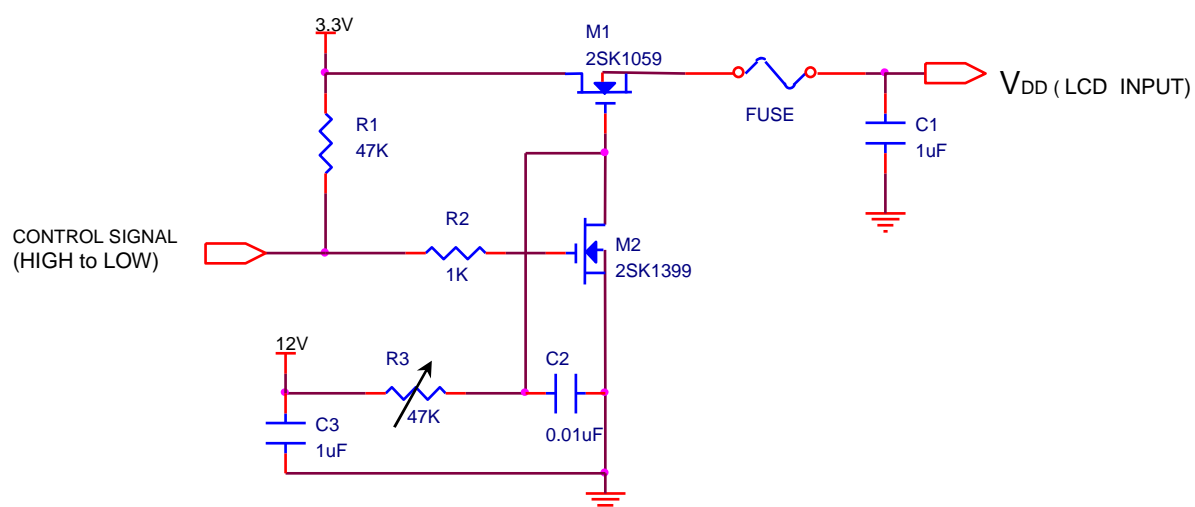 3.3V
M1
2SK1059
FUSE
VDD ( LCD INPUT)
R1
47K
C1
1uF
CONTROL SIGNAL
(HIGH to LOW)
R2
1K
M2
2SK1399
12V
R3
47K
C2
0.01uF
C3
1uF